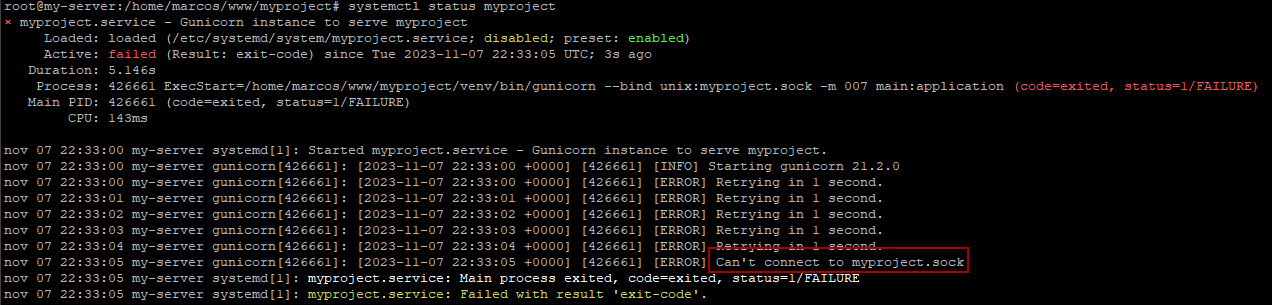 root@my-server:/home/marcos/www/myproject# systemctl status myproject
× myproject.service - Gunicorn instance to serve myproject
Loaded: loaded (/etc/systemd/system/myproject.service; disabled; preset: enabled)
Active: failed (Result: exit-code) since Tue 2023-11-07 22:33:05 UTC; 3s ago
Duration: 5.146s
Process: 426661 ExecStart=/home/marcos/www/myproject/venv/bin/gunicorn --bind unix:myproject.sock -m 007 main:application (code=exited, status=1/FAILURE)
Main PID: 426661 (code=exited, status=1/FAILURE)
CPU: 143ms
nov 07 22:33:00 my-server systemd[1]: Started myproject.service - Gunicorn instance to serve myproject.
nov 07 22:33:00 my-server gunicorn[426661]: [2023-11-07 22:33:00 +0000] [426661] [INFO] Starting gunicorn 21.2.0
nov 07 22:33:00 my-server gunicorn[426661]: [2023-11-07 22:33:00 +0000] [426661] [ERROR] Retrying in 1 second.
nov 07 22:33:01 my-server gunicorn[426661]: [2023-11-07 22:33:01 +0000] [426661] [ERROR] Retrying in 1 second.
nov 07 22:33:02 my-server gunicorn[426661]: [2023-11-07 22:33:02 +0000] [426661] [ERROR] Retrying in 1 second.
nov 07 22:33:03 my-server gunicorn[426661]: [2023-11-07 22:33:03 +0000] [426661] [ERROR] Retrying in 1 second.
nov 07 22:33:04 my-server gunicorn[426661]: [2023-11-07 22:33:04 +0000] [426661] [ERROR] Retrying in 1 second.
nov 07 22:33:05 my-server gunicorn[426661]: [2023-11-07 22:33:05 +0000] [426661] [ERROR] Can't connect to myproject.sock
nov 07 22:33:05 my-server systemd[1]: myproject.service: Main process exited, code=exited, status=1/FAILURE
nov 07 22:33:05 my-server systemd[1]: myproject.service: Failed with result 'exit-code'.